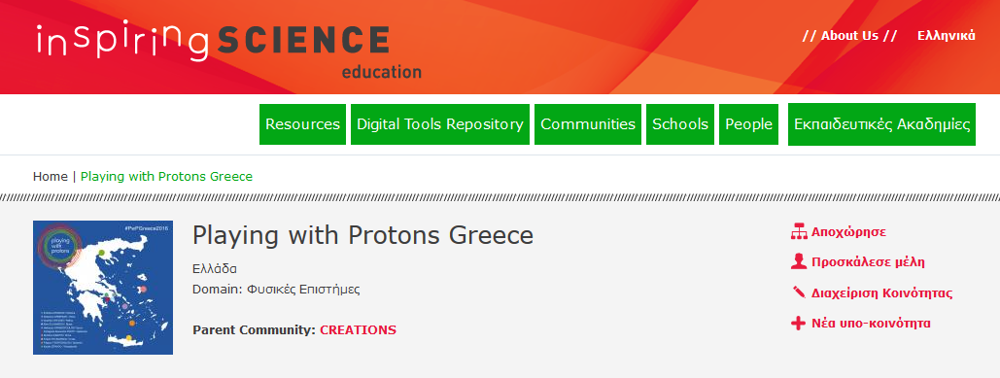 inspiring SCIENCE
education
// About Us // Ελληνικά
Resources Digital Tools Repository Communities Schools People Εκπαιδευτικές Ακαδημίες
Home | Playing with Protons Greece
#PwPGreece2016
playing
with
protons
Playing with Protons Greece
Ελλάδα
Domain: Φυσικές Επιστήμες
Parent Community: CREATIONS
Αποχώρησε
Προσκάλεσε μέλη
Διαχείριση Κοινότητας
Νέα υπο-κοινότητα